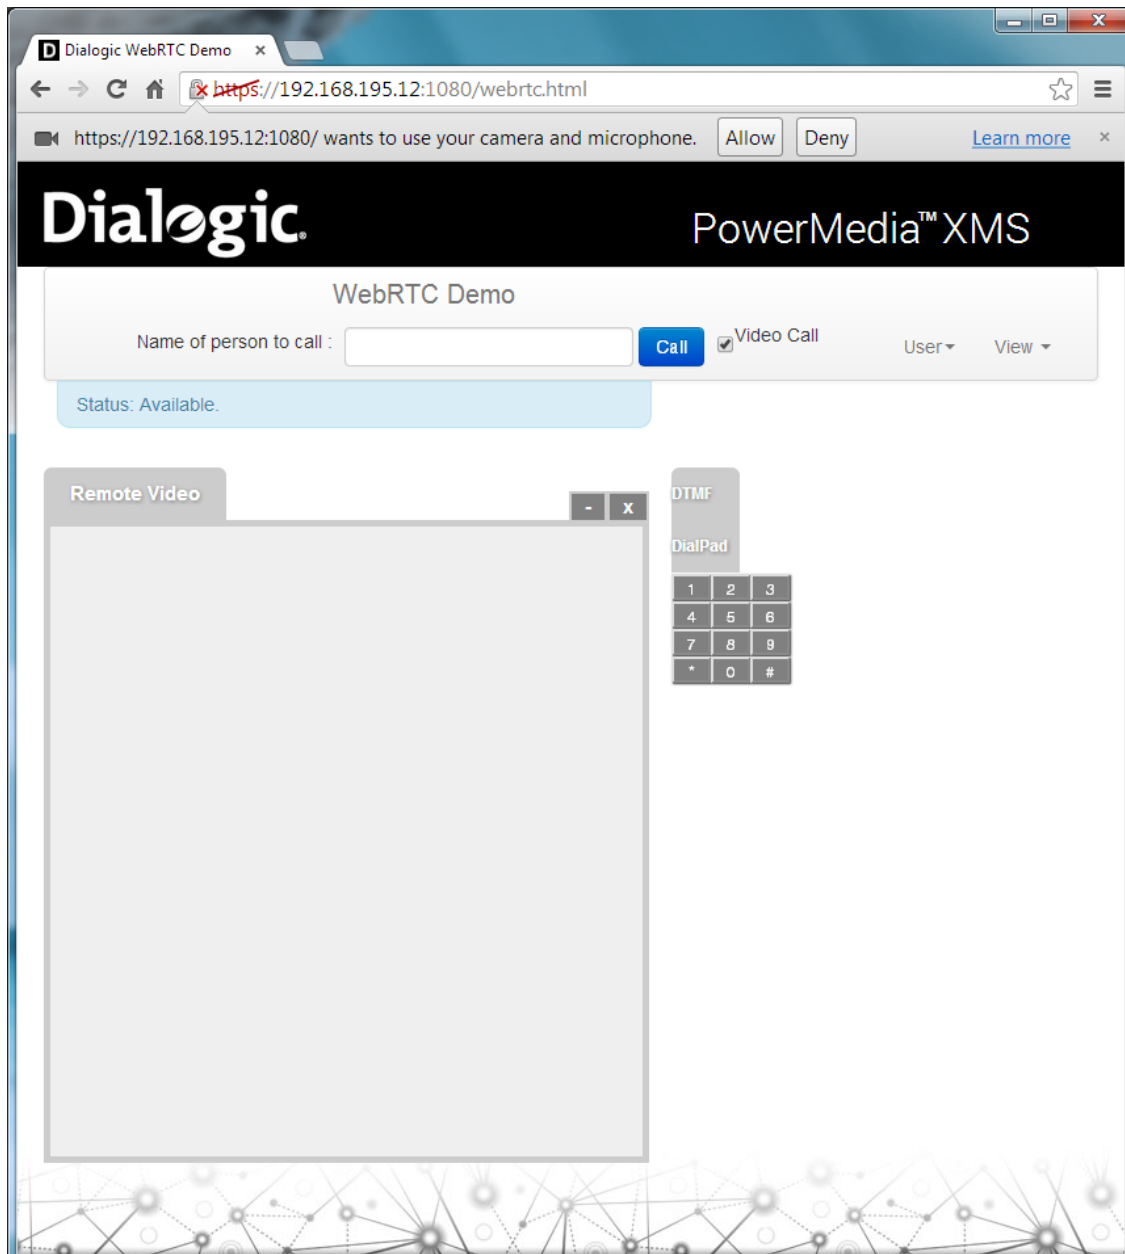 D Dialogic WebRTC Demo ×
https://192.168.195.12:1080/webrtc.html
https://192.168.195.12:1080/ wants to use your camera and microphone. Allow Deny Learn more ×
Dialogic® PowerMedia™ XMS
WebRTC Demo
Name of person to call : Call Video Call User View
Status: Available.
Remote Video - x
DTMF
DialPad
1 2 3
4 5 6
7 8 9
* 0 #